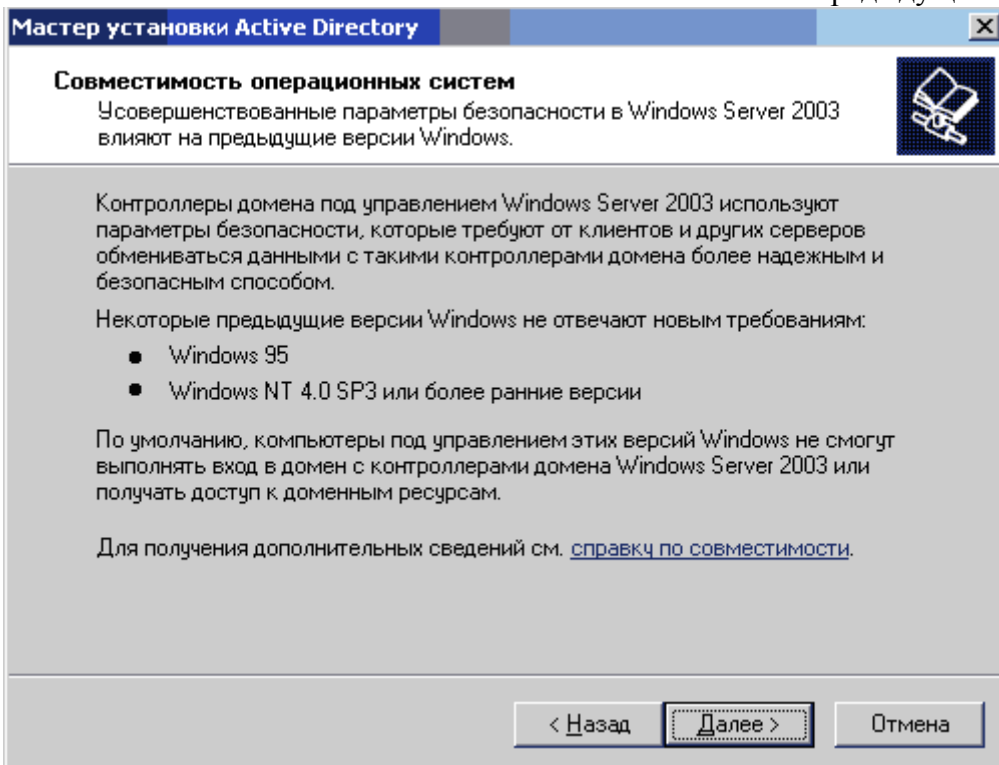 Мастер установки Active Directory
Совместимость операционных систем
Усовершенствованные параметры безопасности в Windows Server 2003
влияют на предыдущие версии Windows.
Контроллеры домена под управлением Windows Server 2003 используют
параметры безопасности, которые требуют от клиентов и других серверов
обмениваться данными с такими контроллерами домена более надежным и
безопасным способом.
Некоторые предыдущие версии Windows не отвечают новым требованиям:
● Windows 95
● Windows NT 4.0 SP3 или более ранние версии
По умолчанию, компьютеры под управлением этих версий Windows не смогут
выполнять вход в домен с контроллерами домена Windows Server 2003 или
получать доступ к доменным ресурсам.
Для получения дополнительных сведений см. справку по совместимости.
< Назад Далее > Отмена